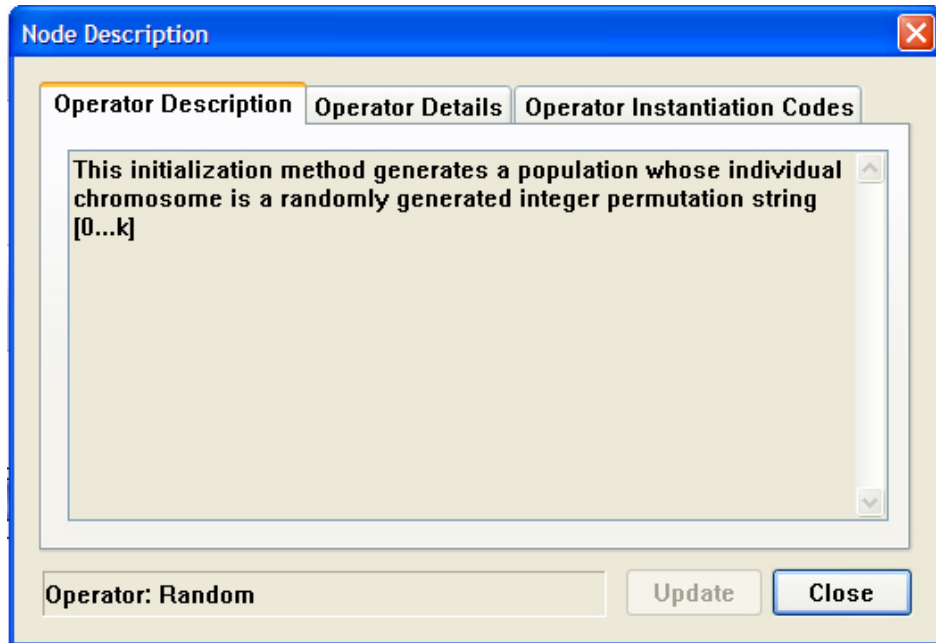 Node Description
Operator Description
Operator Details
Operator Instantiation Codes
This initialization method generates a population whose individual
chromosome is a randomly generated integer permutation string
[0...k]
Operator: Random
Update
Close